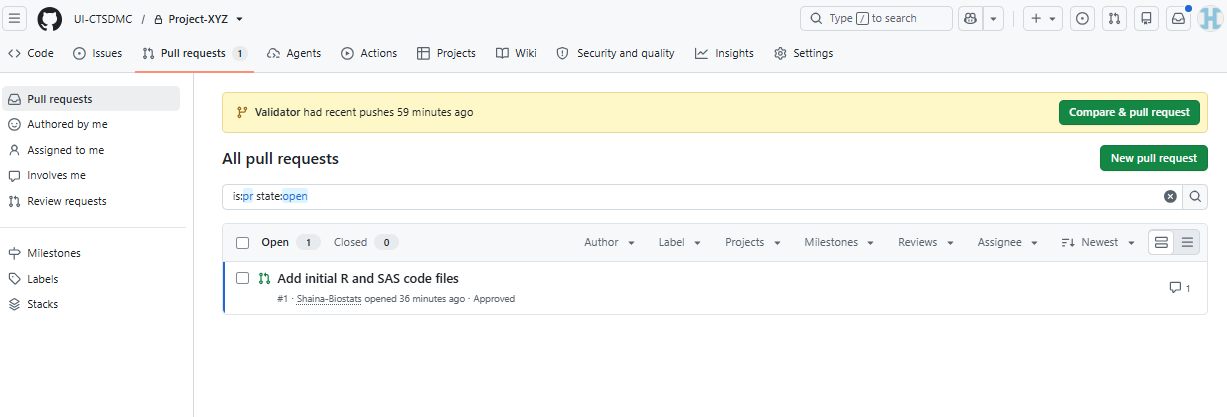 UI-CTSDMC / Project-XYZ
Type / to search
Code Issues Pull requests 1 Agents Actions Projects Wiki Security and quality Insights Settings
Pull requests
Authored by me
Assigned to me
Involves me
Review requests
Milestones
Labels
Stacks
Validator had recent pushes 59 minutes ago
Compare & pull request
All pull requests
New pull request
is:pr state:open
Open 1 Closed 0 Author Label Projects Milestones Reviews Assignee Newest
Add initial R and SAS code files
1
#1 · Shaina-Biostats opened 36 minutes ago · Approved